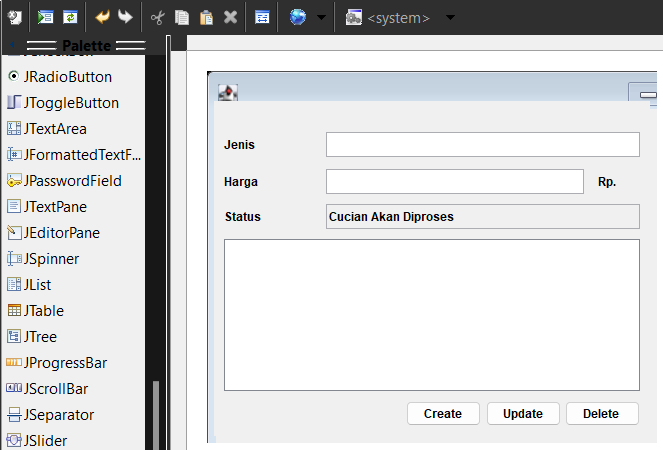 <system>
Palette
JRadioButton
JToggleButton
JTextArea
JFormattedTextF...
JPasswordField
JTextPane
JEditorPane
JSpinner
JList
JTable
JTree
JProgressBar
JScrollBar
JSeparator
JSlider
Jenis
Harga Rp.
Status Cucian Akan Diproses
Create Update Delete